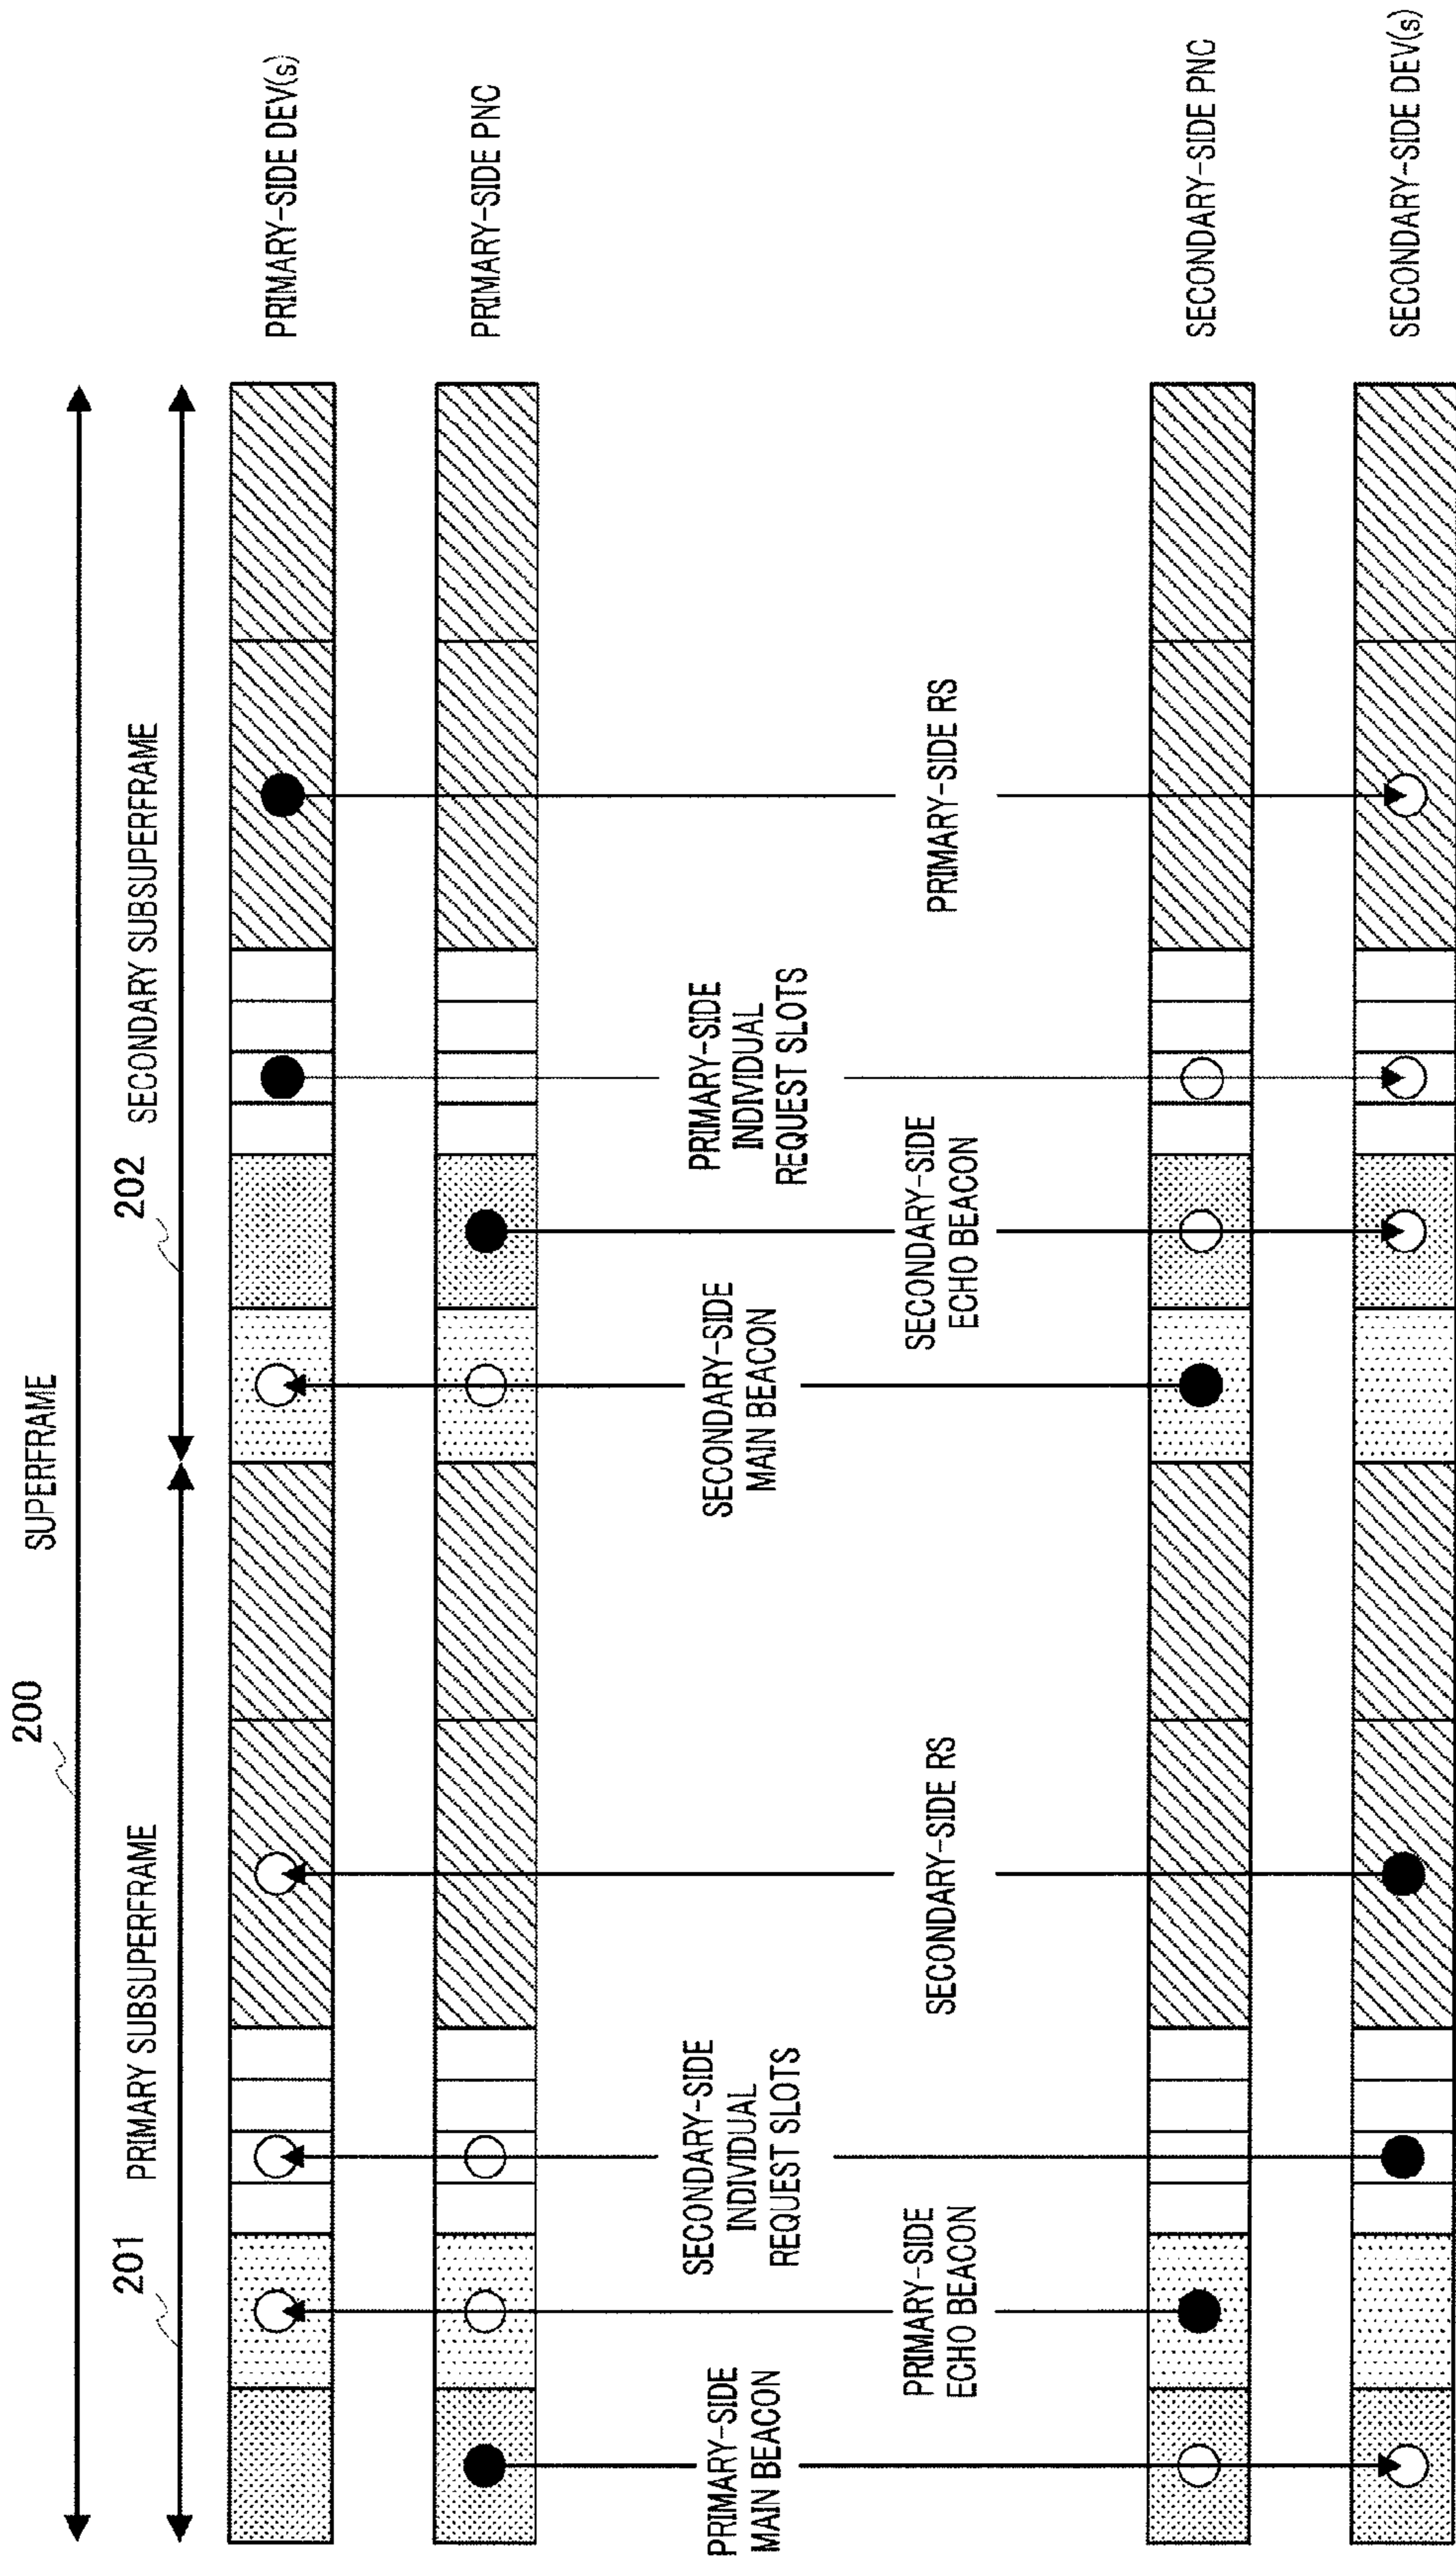 200
SUPERFRAME
201
PRIMARY SUBSUPERFRAME
202
SECONDARY SUBSUPERFRAME
PRIMARY-SIDE DEV(s)
PRIMARY-SIDE PNC
PRIMARY-SIDE
MAIN BEACON
PRIMARY-SIDE
ECHO BEACON
SECONDARY-SIDE
INDIVIDUAL
REQUEST SLOTS
SECONDARY-SIDE RS
SECONDARY-SIDE
MAIN BEACON
SECONDARY-SIDE
ECHO BEACON
PRIMARY-SIDE
INDIVIDUAL
REQUEST SLOTS
PRIMARY-SIDE RS
SECONDARY-SIDE PNC
SECONDARY-SIDE DEV(s)